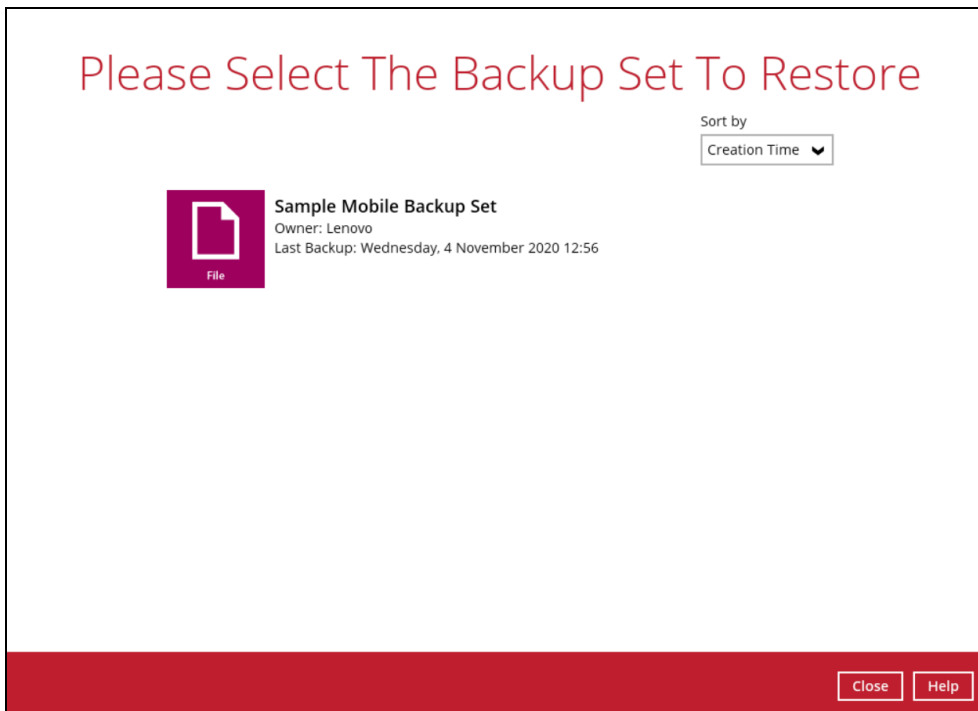 Please Select The Backup Set To Restore
Sort by
Creation Time
Sample Mobile Backup Set
Owner: Lenovo
Last Backup: Wednesday, 4 November 2020 12:56
File
Close
Help